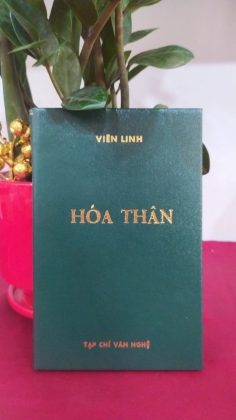 VIÊN LINH
HÓA THÂN
TẠP CHÍ VĂN NGHỆ